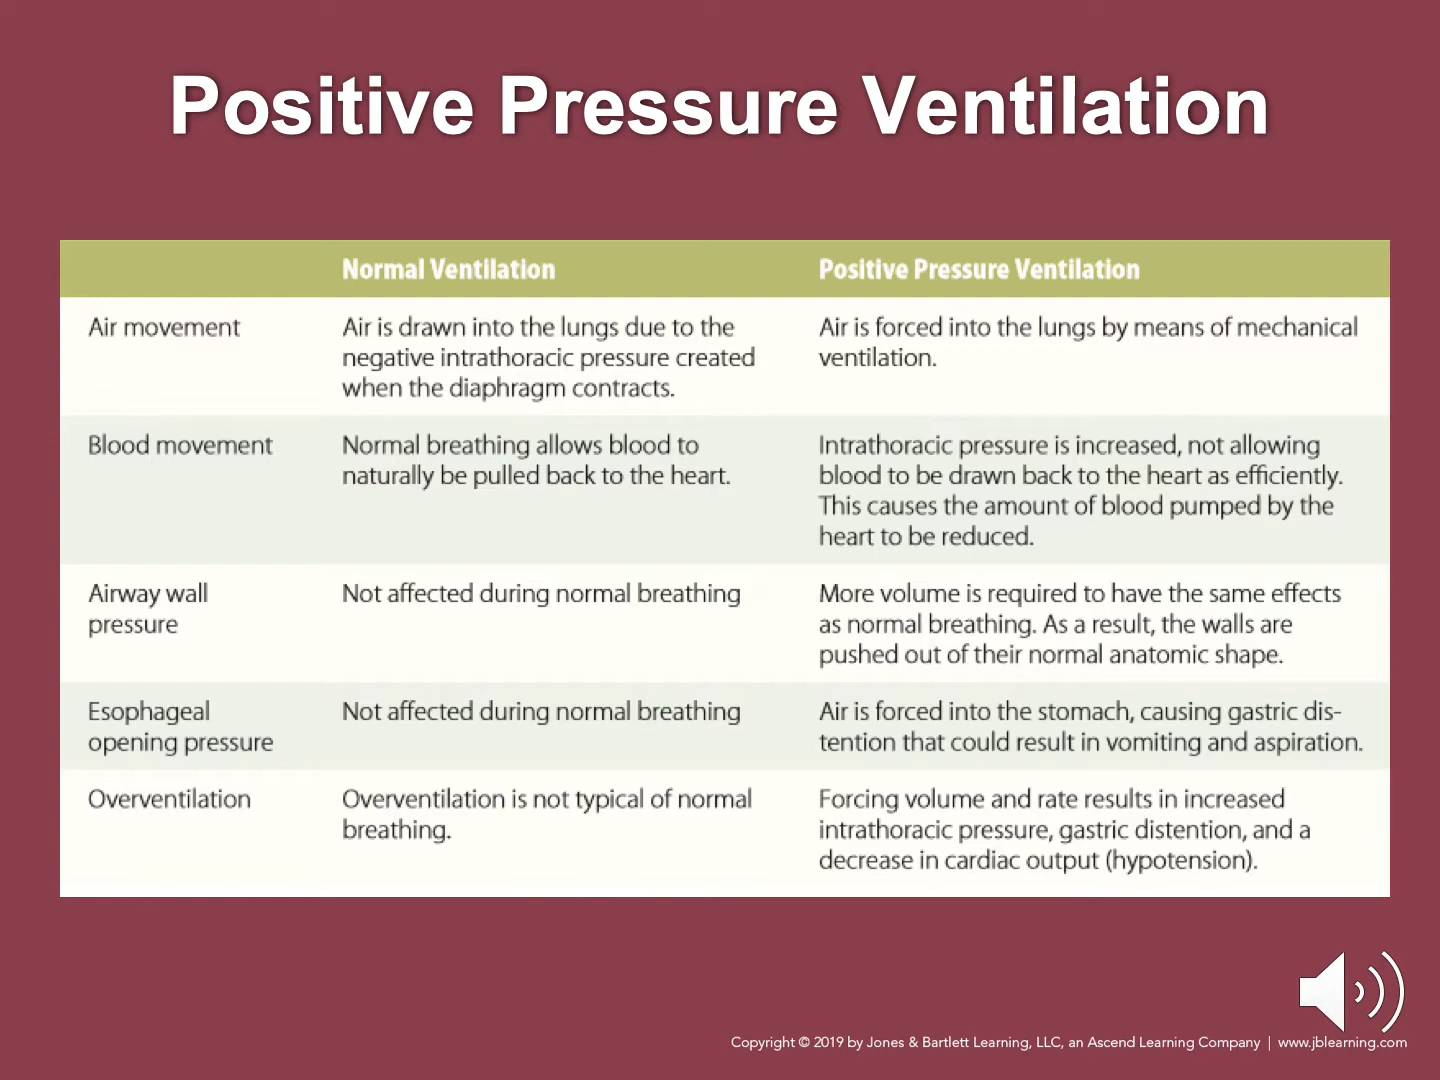 Positive Pressure Ventilation
Normal Ventilation
Positive Pressure Ventilation
Air movement
Air is drawn into the lungs due to the
negative intrathoracic pressure created
when the diaphragm contracts.
Air is forced into the lungs by means of mechanical
ventilation.
Blood movement
Normal breathing allows blood to
naturally be pulled back to the heart.
Intrathoracic pressure is increased, not allowing
blood to be drawn back to the heart as efficiently.
This causes the amount of blood pumped by the
heart to be reduced.
Airway wall
pressure
Not affected during normal breathing
More volume is required to have the same effects
as normal breathing. As a result, the walls are
pushed out of their normal anatomic shape.
Esophageal
opening pressure
Not affected during normal breathing
Air is forced into the stomach, causing gastric dis-
tention that could result in vomiting and aspiration.
Overventilation
Overventilation is not typical of normal
breathing.
Forcing volume and rate results in increased
intrathoracic pressure, gastric distention, and a
decrease in cardiac output (hypotension).
Copyright © 2019 by Jones & Bartlett Learning, LLC, an Ascend Learning Company | www.jblearning.com